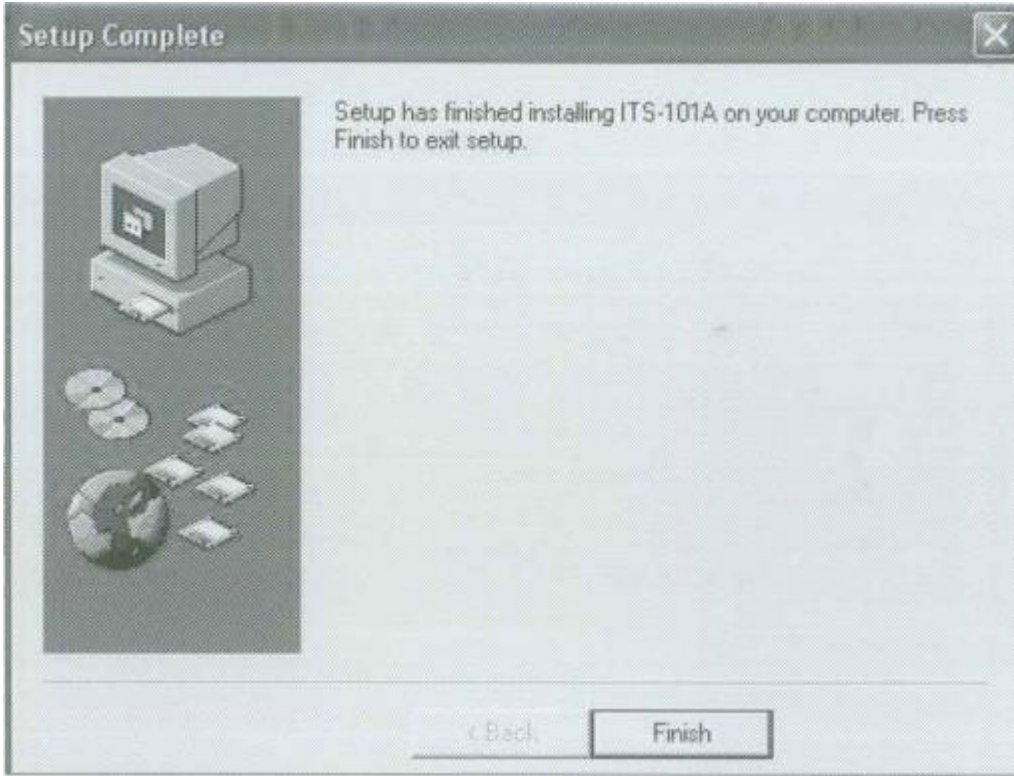 Setup Complete
Setup has finished installing ITS-101A on your computer. Press
Finish to exit setup.
< Back
Finish